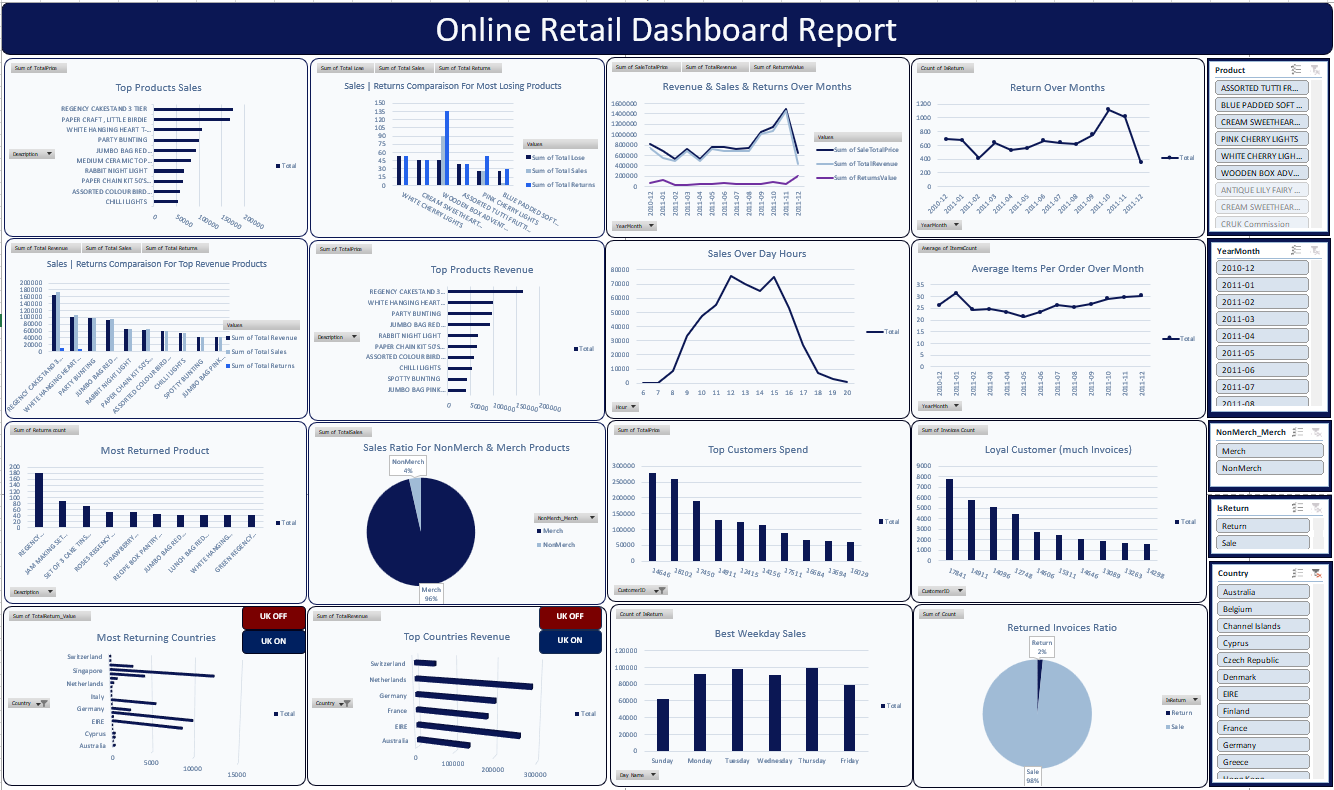 Online Retail Dashboard Report
Sum of TotalPrice
Top Products Sales
REGENCY CAKESTAND 3 TIER
PAPER CRAFT , LITTLE BIRDIE
WHITE HANGING HEART T-...
PARTY BUNTING
JUMBO BAG RED...
MEDIUM CERAMIC TOP...
RABBIT NIGHT LIGHT
PAPER CHAIN KIT 50'S...
ASSORTED COLOUR BIRD...
CHILLI LIGHTS
Description
Total
0 50000 100000 150000 200000
Sum of Total Lose Sum of Total Sales Sum of Total Returns
Sales | Returns Comparaison For Most Losing Products
150
135
120
105
90
75
60
45
30
15
0
WHITE CHERRY LIGHTS
CREAM SWEETHEART...
WOODEN BOX ADVENT...
ASSORTED TUTTI FRUTTI...
PINK CHERRY LIGHTS
BLUE PADDED SOFT...
Values
Sum of Total Lose
Sum of Total Sales
Sum of Total Returns
Sum of SaleTotalPrice Sum of TotalRevenue Sum of ReturnsValue
Revenue & Sales & Returns Over Months
1600000
1400000
1200000
1000000
800000
600000
400000
200000
0
2010-12 2011-01 2011-02 2011-03 2011-04 2011-05 2011-06 2011-07 2011-08 2011-09 2011-10 2011-11 2011-12
YearMonth
Values
Sum of SaleTotalPrice
Sum of TotalRevenue
Sum of ReturnsValue
Count of IsReturn
Return Over Months
1200
1000
800
600
400
200
0
2010-12 2011-01 2011-02 2011-03 2011-04 2011-05 2011-06 2011-07 2011-08 2011-09 2011-10 2011-11 2011-12
YearMonth
Total
Product
ASSORTED TUTTI FR...
BLUE PADDED SOFT ...
CREAM SWEETHEAR...
PINK CHERRY LIGHTS
WHITE CHERRY LIGH...
WOODEN BOX ADV...
ANTIQUE LILY FAIRY ...
CREAM SWEETHEAR...
CRUK Commission
Sum of Total Revenue Sum of Total Sales Sum of Total Returns
Sales | Returns Comparaison For Top Revenue Products
200000
180000
160000
140000
120000
100000
80000
60000
40000
20000
0
REGENCY CAKESTAND 3...
WHITE HANGING HEART...
PARTY BUNTING
JUMBO BAG RED...
RABBIT NIGHT LIGHT
PAPER CHAIN KIT 50'S...
ASSORTED COLOUR BIRD...
CHILLI LIGHTS
SPOTTY BUNTING
JUMBO BAG PINK...
Values
Sum of Total Revenue
Sum of Total Sales
Sum of Total Returns
Sum of TotalPrice
Top Products Revenue
REGENCY CAKESTAND 3...
WHITE HANGING HEART...
PARTY BUNTING
JUMBO BAG RED...
RABBIT NIGHT LIGHT
PAPER CHAIN KIT 50'S...
ASSORTED COLOUR BIRD...
CHILLI LIGHTS
SPOTTY BUNTING
JUMBO BAG PINK...
Description
Total
0 50000 100000 150000 200000
Sales Over Day Hours
80000
70000
60000
50000
40000
30000
20000
10000
0
6 7 8 9 10 11 12 13 14 15 16 17 18 19 20
Hour
Total
Average of ItemsCount
Average Items Per Order Over Month
35
30
25
20
15
10
5
0
2010-12 2011-01 2011-02 2011-03 2011-04 2011-05 2011-06 2011-07 2011-08 2011-09 2011-10 2011-11 2011-12
YearMonth
Total
YearMonth
2010-12
2011-01
2011-02
2011-03
2011-04
2011-05
2011-06
2011-07
2011-08
Sum of Returns count
Most Returned Product
200
180
160
140
120
100
80
60
40
20
0
REGENCY...
JAM MAKING SET...
SET OF 3 CAKE TINS...
ROSES REGENCY...
STRAWBERRY...
RECIPE BOX PANTRY...
JUMBO BAG RED...
LUNCH BAG RED...
WHITE HANGING...
GREEN REGENCY...
Description
Total
Sum of TotalSales
Sales Ratio For NonMerch & Merch Products
NonMerch
4%
Merch
96%
NonMerch_Merch
Merch
NonMerch
Sum of TotalPrice
Top Customers Spend
300000
250000
200000
150000
100000
50000
0
14646 18102 17450 14911 12415 14156 17511 16684 13694 16029
CustomerID
Total
Sum of Invoices Count
Loyal Customer (much Invoices)
9000
8000
7000
6000
5000
4000
3000
2000
1000
0
17841 14911 14096 12748 14606 15311 14646 13089 13263 14298
CustomerID
Total
NonMerch_Merch
Merch
NonMerch
IsReturn
Return
Sale
Sum of TotalReturn_Value
UK OFF
UK ON
Most Returning Countries
Switzerland
Singapore
Netherlands
Italy
Germany
EIRE
Cyprus
Australia
Country
Total
0 5000 10000 15000
Sum of TotalRevenue
UK OFF
UK ON
Top Countries Revenue
Switzerland
Netherlands
Germany
France
EIRE
Australia
Country
Total
0 100000 200000 300000
Count of IsReturn
Best Weekday Sales
120000
100000
80000
60000
40000
20000
0
Sunday Monday Tuesday Wednesday Thursday Friday
Day Name
Total
Sum of Count
Returned Invoices Ratio
Return
2%
Sale
98%
IsReturn
Return
Sale
Country
Australia
Belgium
Channel Islands
Cyprus
Czech Republic
Denmark
EIRE
Finland
France
Germany
Greece
Hong Kong